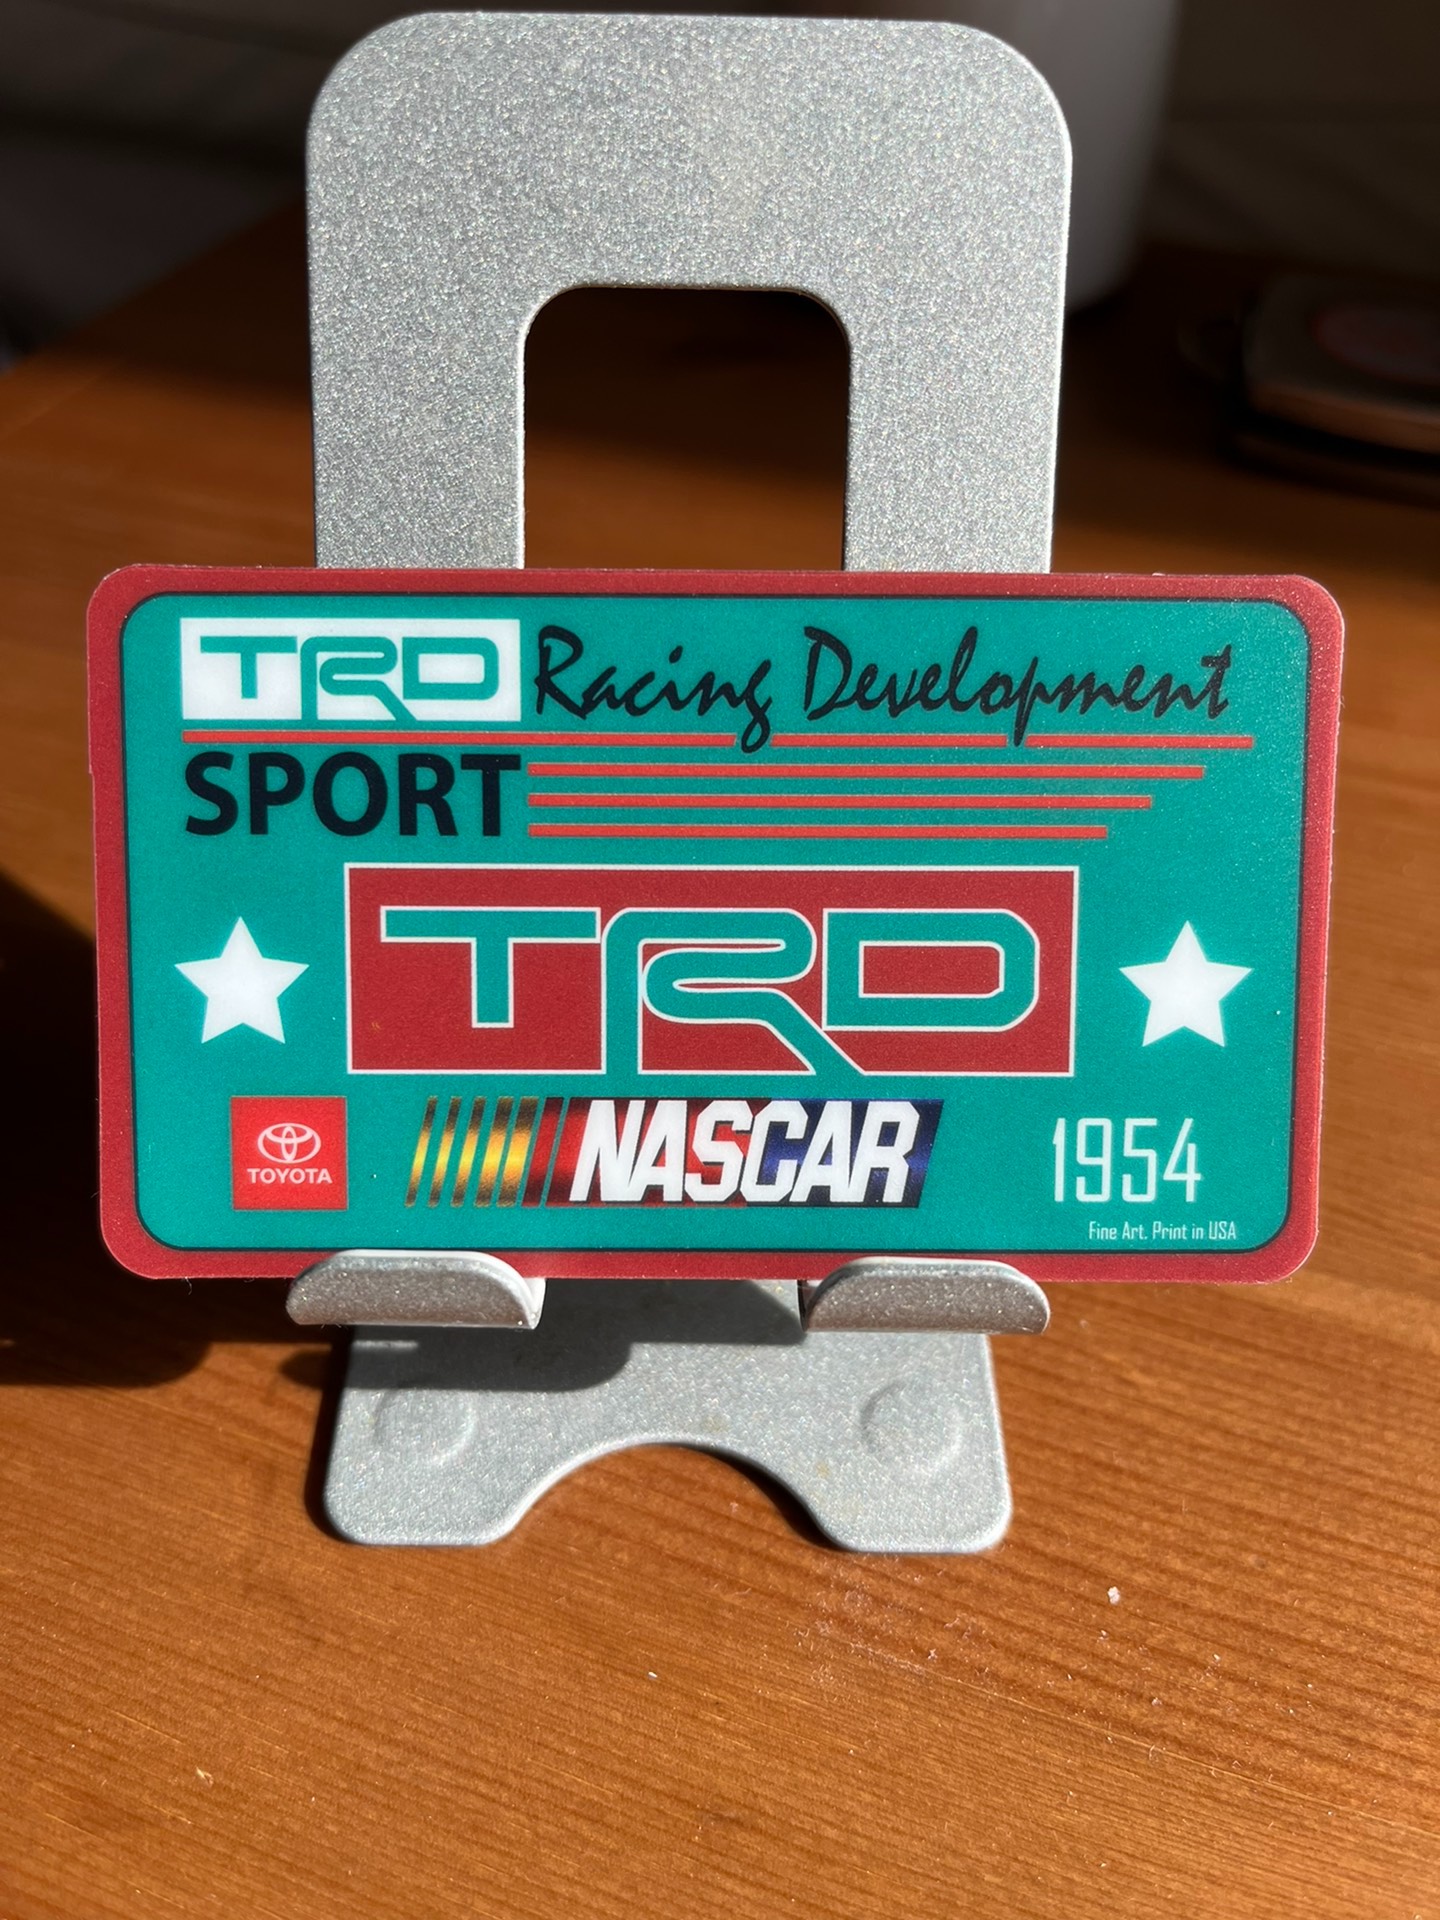 TRD Racing Development
SPORT
TRD
TOYOTA
NASCAR
1954
Fine Art. Print in USA